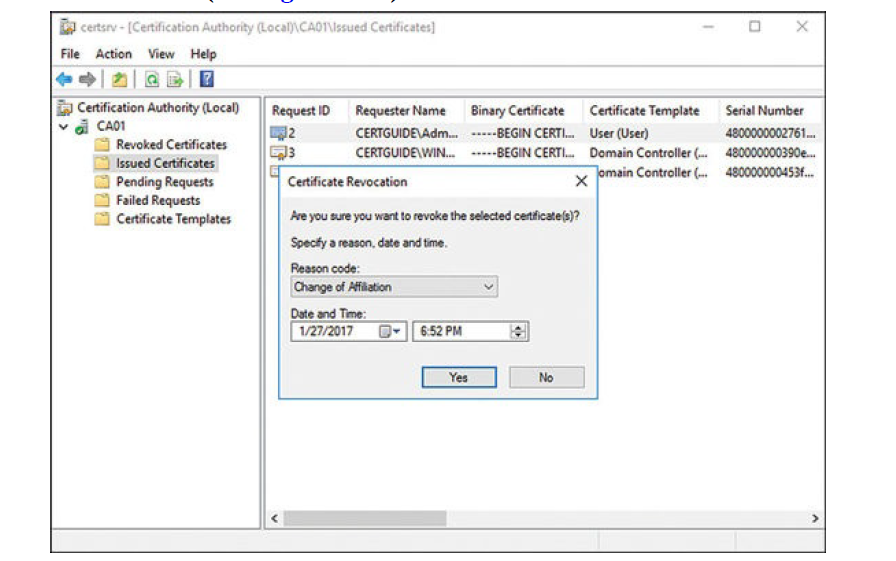 certsrv - [Certification Authority (Local)\CA01\Issued Certificates]
File Action View Help
Certification Authority (Local)
CA01
Revoked Certificates
Issued Certificates
Pending Requests
Failed Requests
Certificate Templates
Request ID Requester Name Binary Certificate Certificate Template Serial Number
2 CERTGUIDE\Adm... -----BEGIN CERTI... User (User) 4800000002761...
3 CERTGUIDE\WIN... -----BEGIN CERTI... Domain Controller (... 480000000390e...
omain Controller (... 480000000453f...
Certificate Revocation
Are you sure you want to revoke the selected certificate(s)?
Specify a reason, date and time.
Reason code:
Change of Affiliation
Date and Time:
1/27/2017 6:52 PM
Yes No